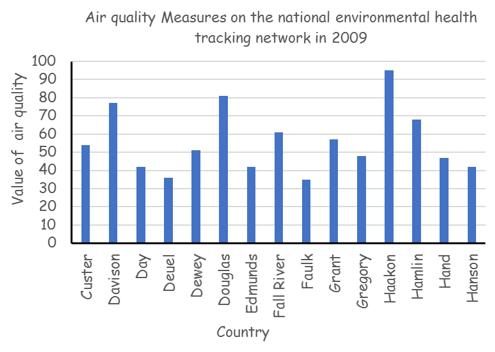 Air quality Measures on the national environmental health
tracking network in 2009
Value of air quality
100
90
80
70
60
50
40
30
20
10
0
Custer
Davison
Day
Deuel
Dewey
Douglas
Edmunds
Fall River
Faulk
Grant
Gregory
Haakon
Hamlin
Hand
Hanson
Country